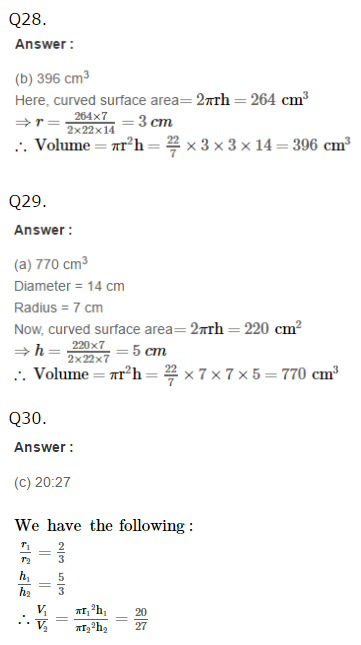 Q28.
Answer :
(b) 396 cm³
Here, curved surface area= 2πrh = 264 cm³
⇒ r = 264×7/2×22×14 = 3 cm
∴ Volume = πr²h = 22/7 × 3 × 3 × 14 = 396 cm³
Q29.
Answer :
(a) 770 cm³
Diameter = 14 cm
Radius = 7 cm
Now, curved surface area= 2πrh = 220 cm²
⇒ h = 220×7/2×22×7 = 5 cm
∴ Volume = πr²h = 22/7 × 7 × 7 × 5 = 770 cm³
Q30.
Answer :
(c) 20:27
We have the following :
r₁/r₂ = 2/3
h₁/h₂ = 5/3
∴ V₁/V₂ = πr₁²h₁/πr₂²h₂ = 20/27